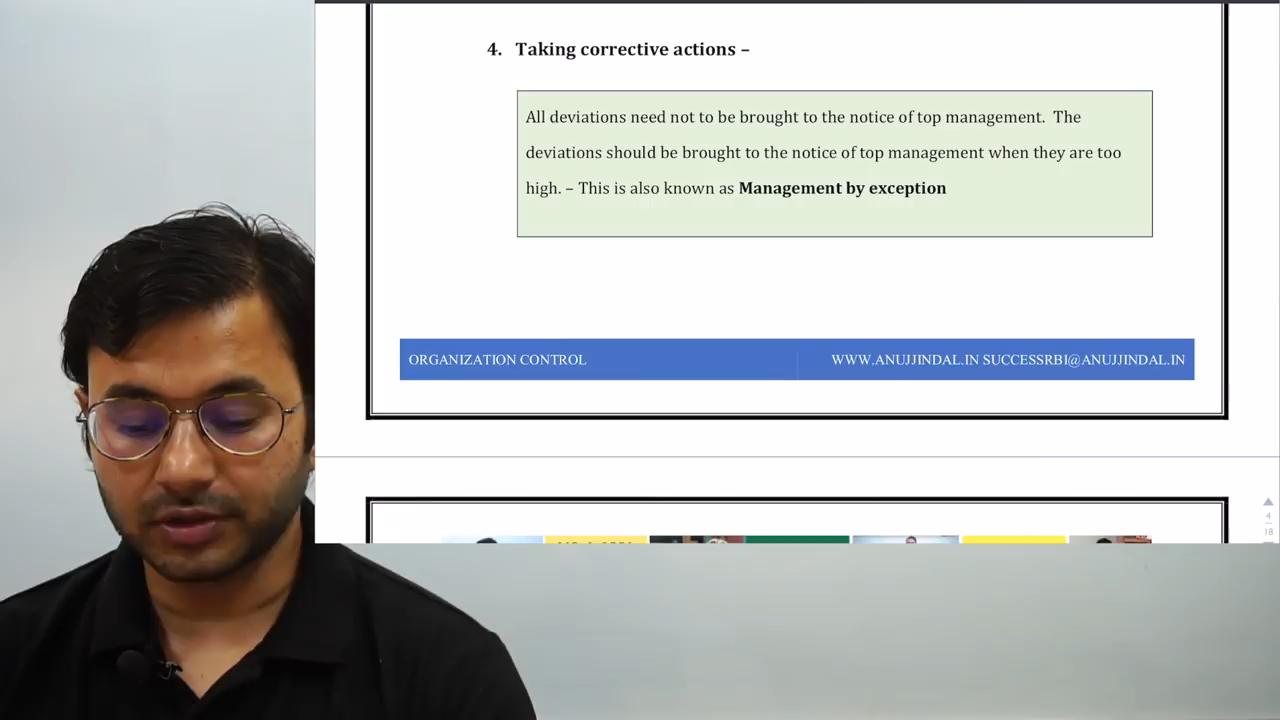 4. Taking corrective actions –
All deviations need not to be brought to the notice of top management. The
deviations should be brought to the notice of top management when they are too
high. – This is also known as Management by exception
ORGANIZATION CONTROL
WWW.ANUJJINDAL.IN SUCCESSRBI@ANUJJINDAL.IN
4
18